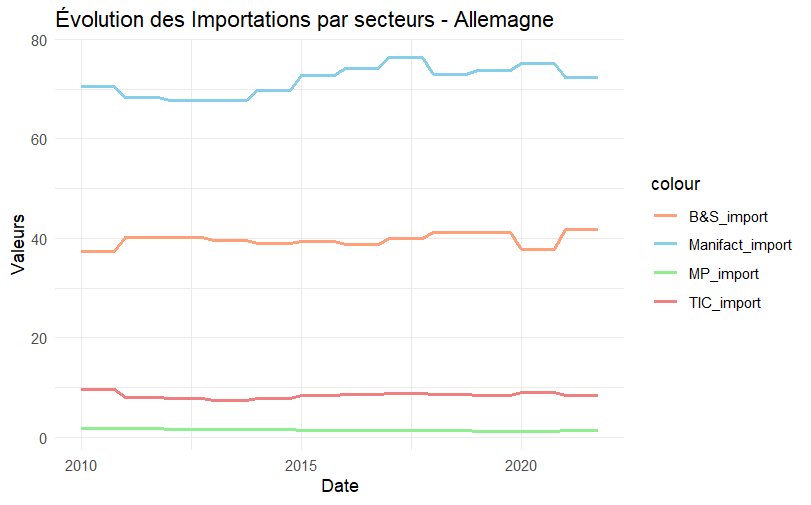 Évolution des Importations par secteurs - Allemagne
80
60
40
20
0
Valeurs
2010
2015
2020
Date
colour
B&S_import
Manifact_import
MP_import
TIC_import